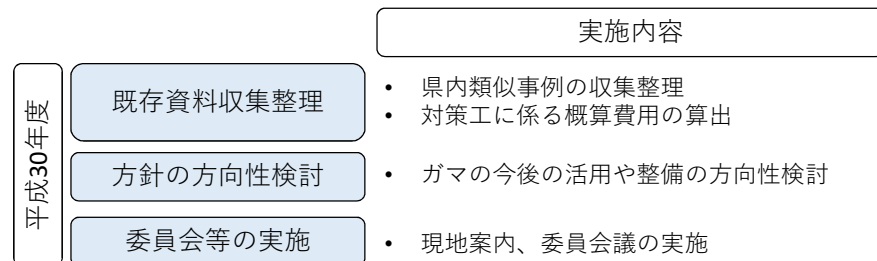 実施内容
平成30年度
既存資料収集整理
• 県内類似事例の収集整理
• 対策工に係る概算費用の算出
方針の方向性検討
• ガマの今後の活用や整備の方向性検討
委員会等の実施
• 現地案内、委員会議の実施